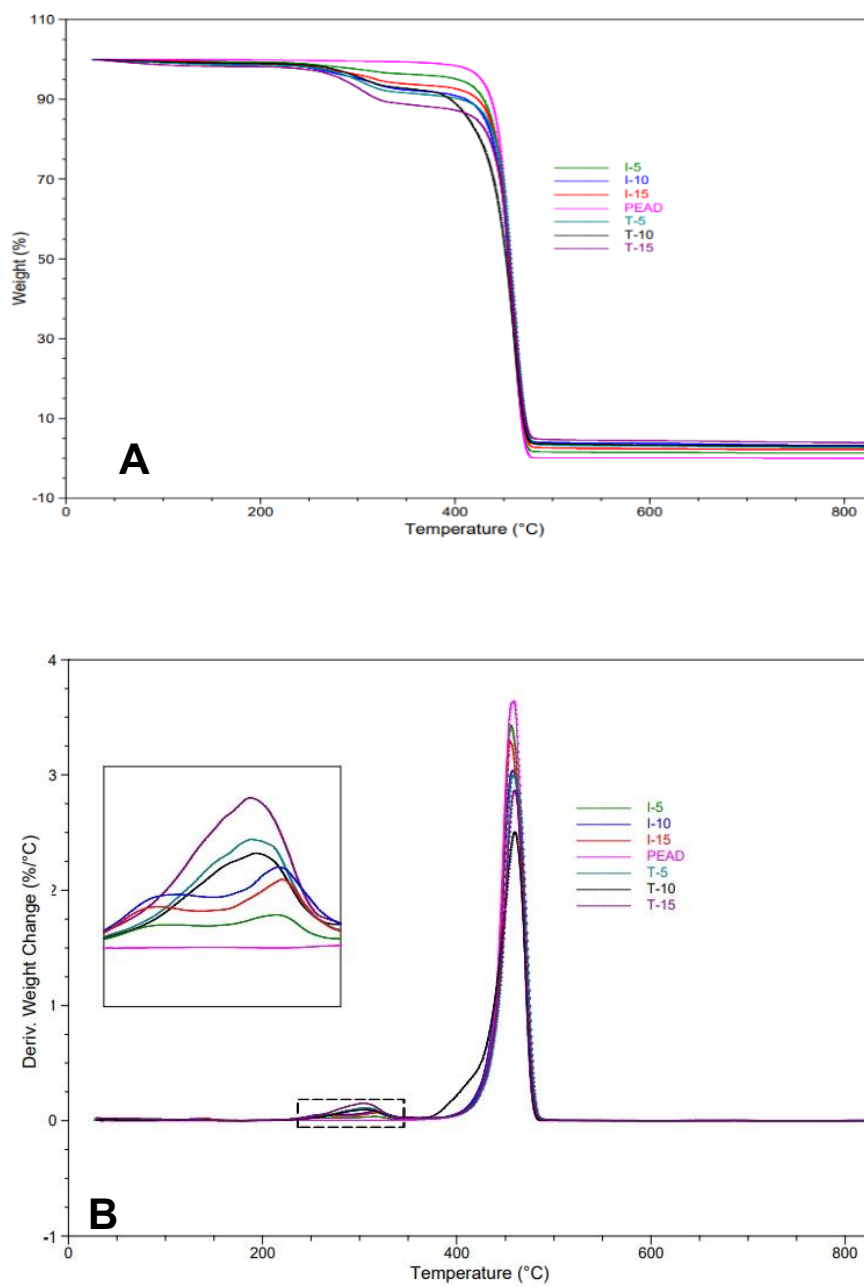 110
90
70
50
30
10
-10
Weight (%)
I-5
I-10
I-15
PEAD
T-5
T-10
T-15
A
0
200
400
600
800
Temperature (°C)
4
3
2
1
0
-1
Deriv. Weight Change (%/°C)
I-5
I-10
I-15
PEAD
T-5
T-10
T-15
B
0
200
400
600
800
Temperature (°C)